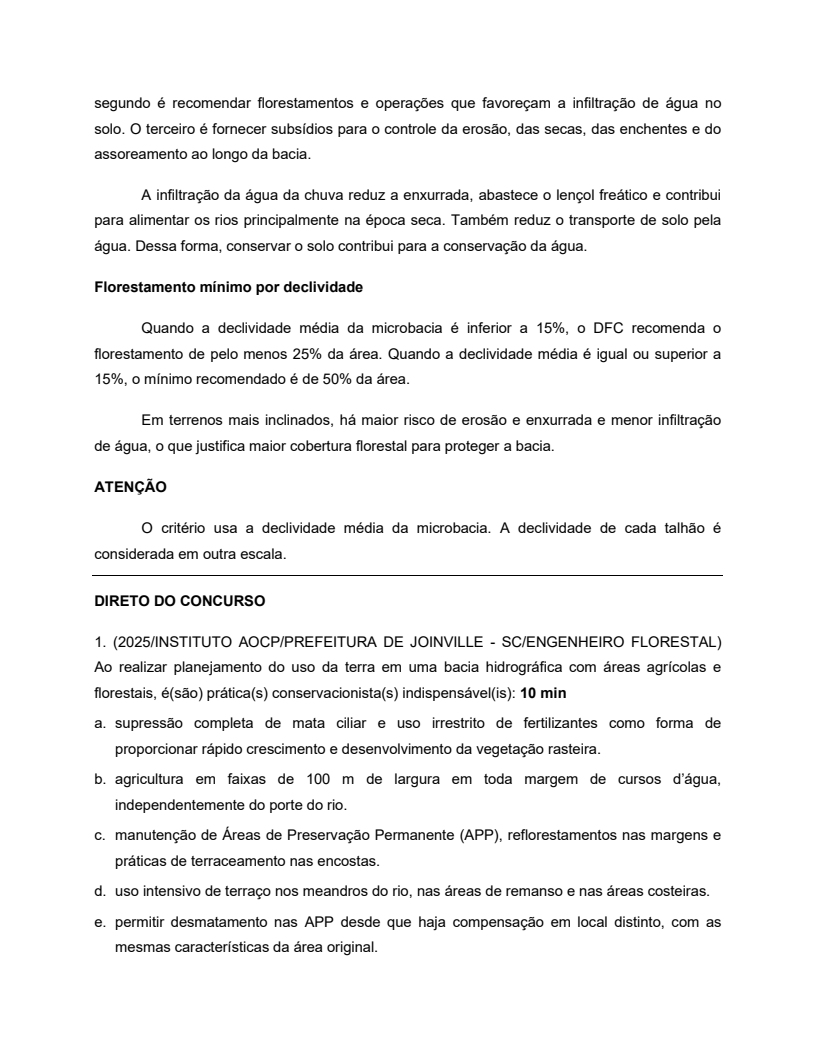 segundo é recomendar florestamentos e operações que favoreçam a infiltração de água no
solo. O terceiro é fornecer subsídios para o controle da erosão, das secas, das enchentes e do
assoreamento ao longo da bacia.
A infiltração da água da chuva reduz a enxurrada, abastece o lençol freático e contribui
para alimentar os rios principalmente na época seca. Também reduz o transporte de solo pela
água. Dessa forma, conservar o solo contribui para a conservação da água.
Florestamento mínimo por declividade
Quando a declividade média da microbacia é inferior a 15%, o DFC recomenda o
florestamento de pelo menos 25% da área. Quando a declividade média é igual ou superior a
15%, o mínimo recomendado é de 50% da área.
Em terrenos mais inclinados, há maior risco de erosão e enxurrada e menor infiltração
de água, o que justifica maior cobertura florestal para proteger a bacia.
ATENÇÃO
O critério usa a declividade média da microbacia. A declividade de cada talhão é
considerada em outra escala.
DIRETO DO CONCURSO
1. (2025/INSTITUTO AOCP/PREFEITURA DE JOINVILLE - SC/ENGENHEIRO FLORESTAL)
Ao realizar planejamento do uso da terra em uma bacia hidrográfica com áreas agrícolas e
florestais, é(são) prática(s) conservacionista(s) indispensável(is): 10 min
a. supressão completa de mata ciliar e uso irrestrito de fertilizantes como forma de
proporcionar rápido crescimento e desenvolvimento da vegetação rasteira.
b. agricultura em faixas de 100 m de largura em toda margem de cursos d’água,
independentemente do porte do rio.
c. manutenção de Áreas de Preservação Permanente (APP), reflorestamentos nas margens e
práticas de terraceamento nas encostas.
d. uso intensivo de terraço nos meandros do rio, nas áreas de remanso e nas áreas costeiras.
e. permitir desmatamento nas APP desde que haja compensação em local distinto, com as
mesmas características da área original.